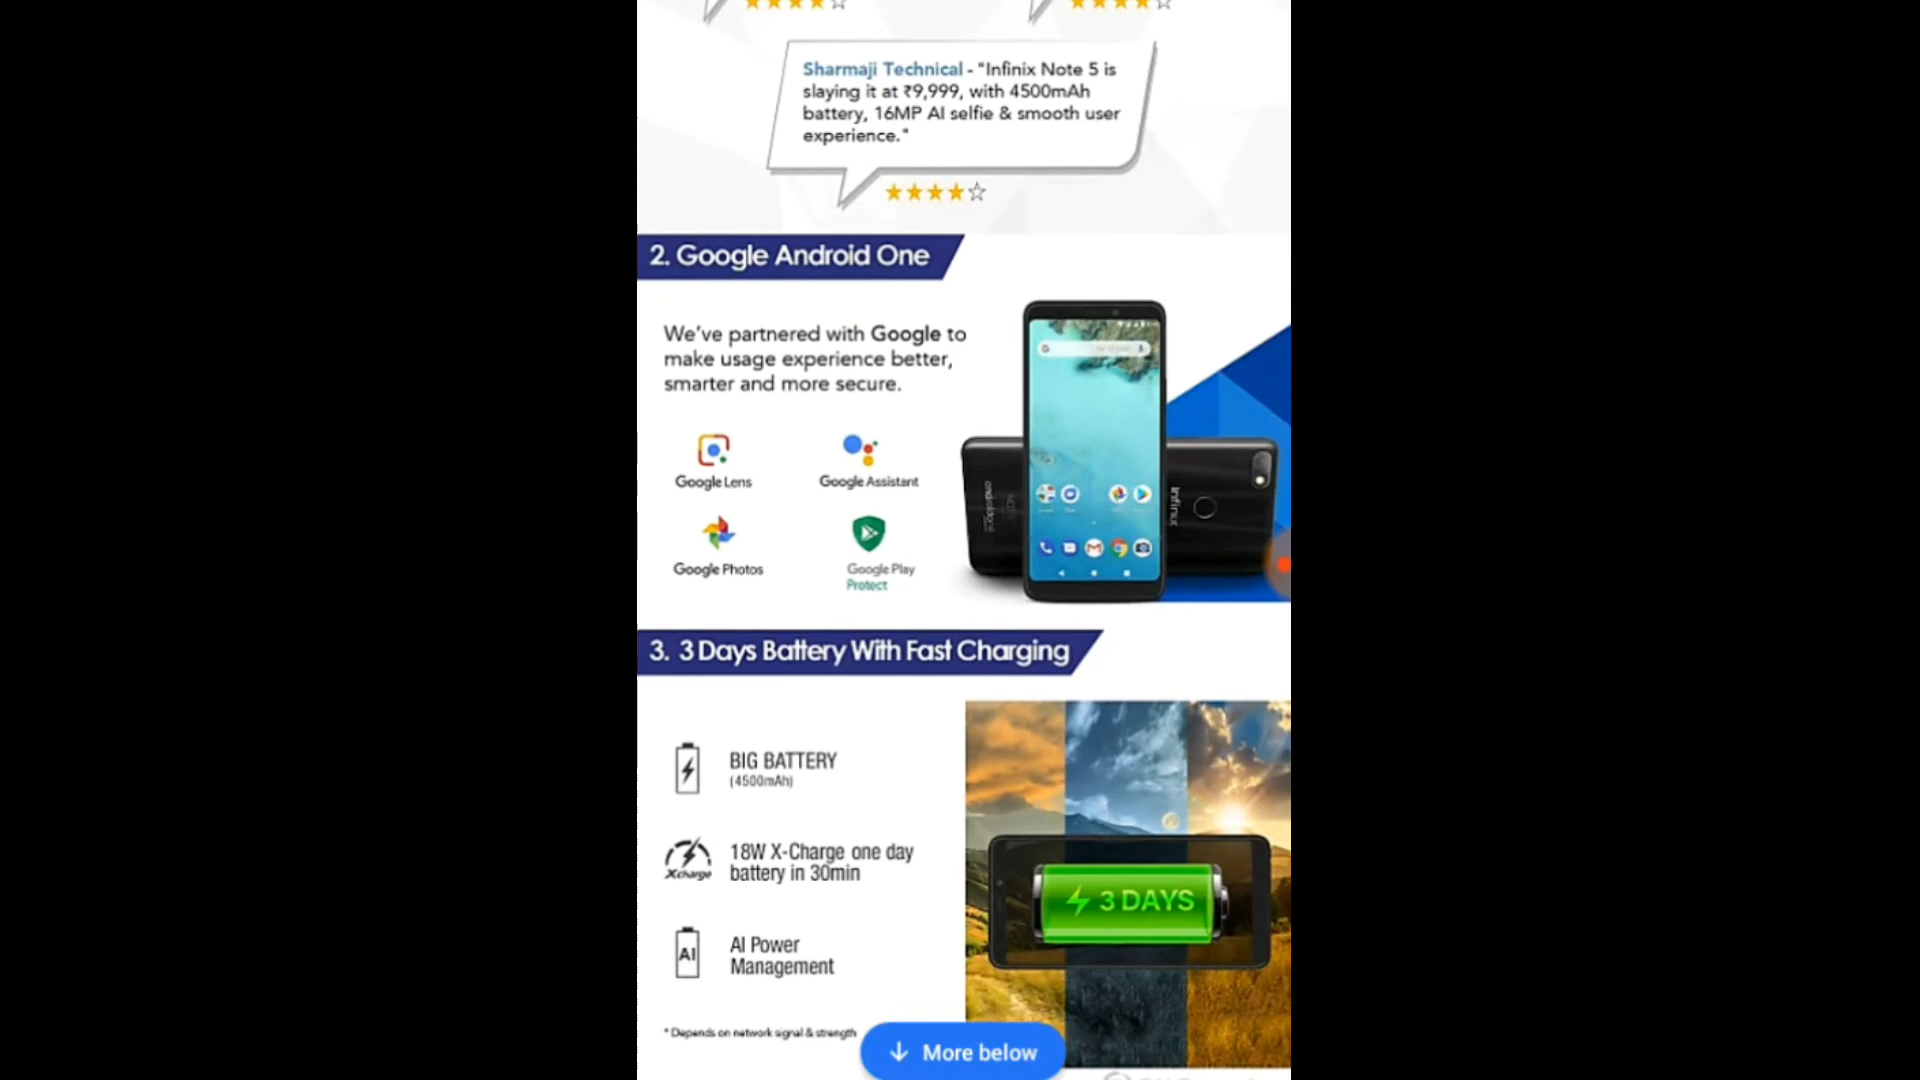 Sharmaji Technical - "Infinix Note 5 is
slaying it at ₹9,999, with 4500mAh
battery, 16MP AI selfie & smooth user
experience."
2. Google Android One
We've partnered with Google to
make usage experience better,
smarter and more secure.
Google Lens
Google Assistant
Google Photos
Google Play
Protect
androidone
Infinix
3. 3 Days Battery With Fast Charging
BIG BATTERY
(4500mAh)
Xcharge
18W X-Charge one day
battery in 30min
3 DAYS
AI
AI Power
Management
* Depends on network signal & strength
More below